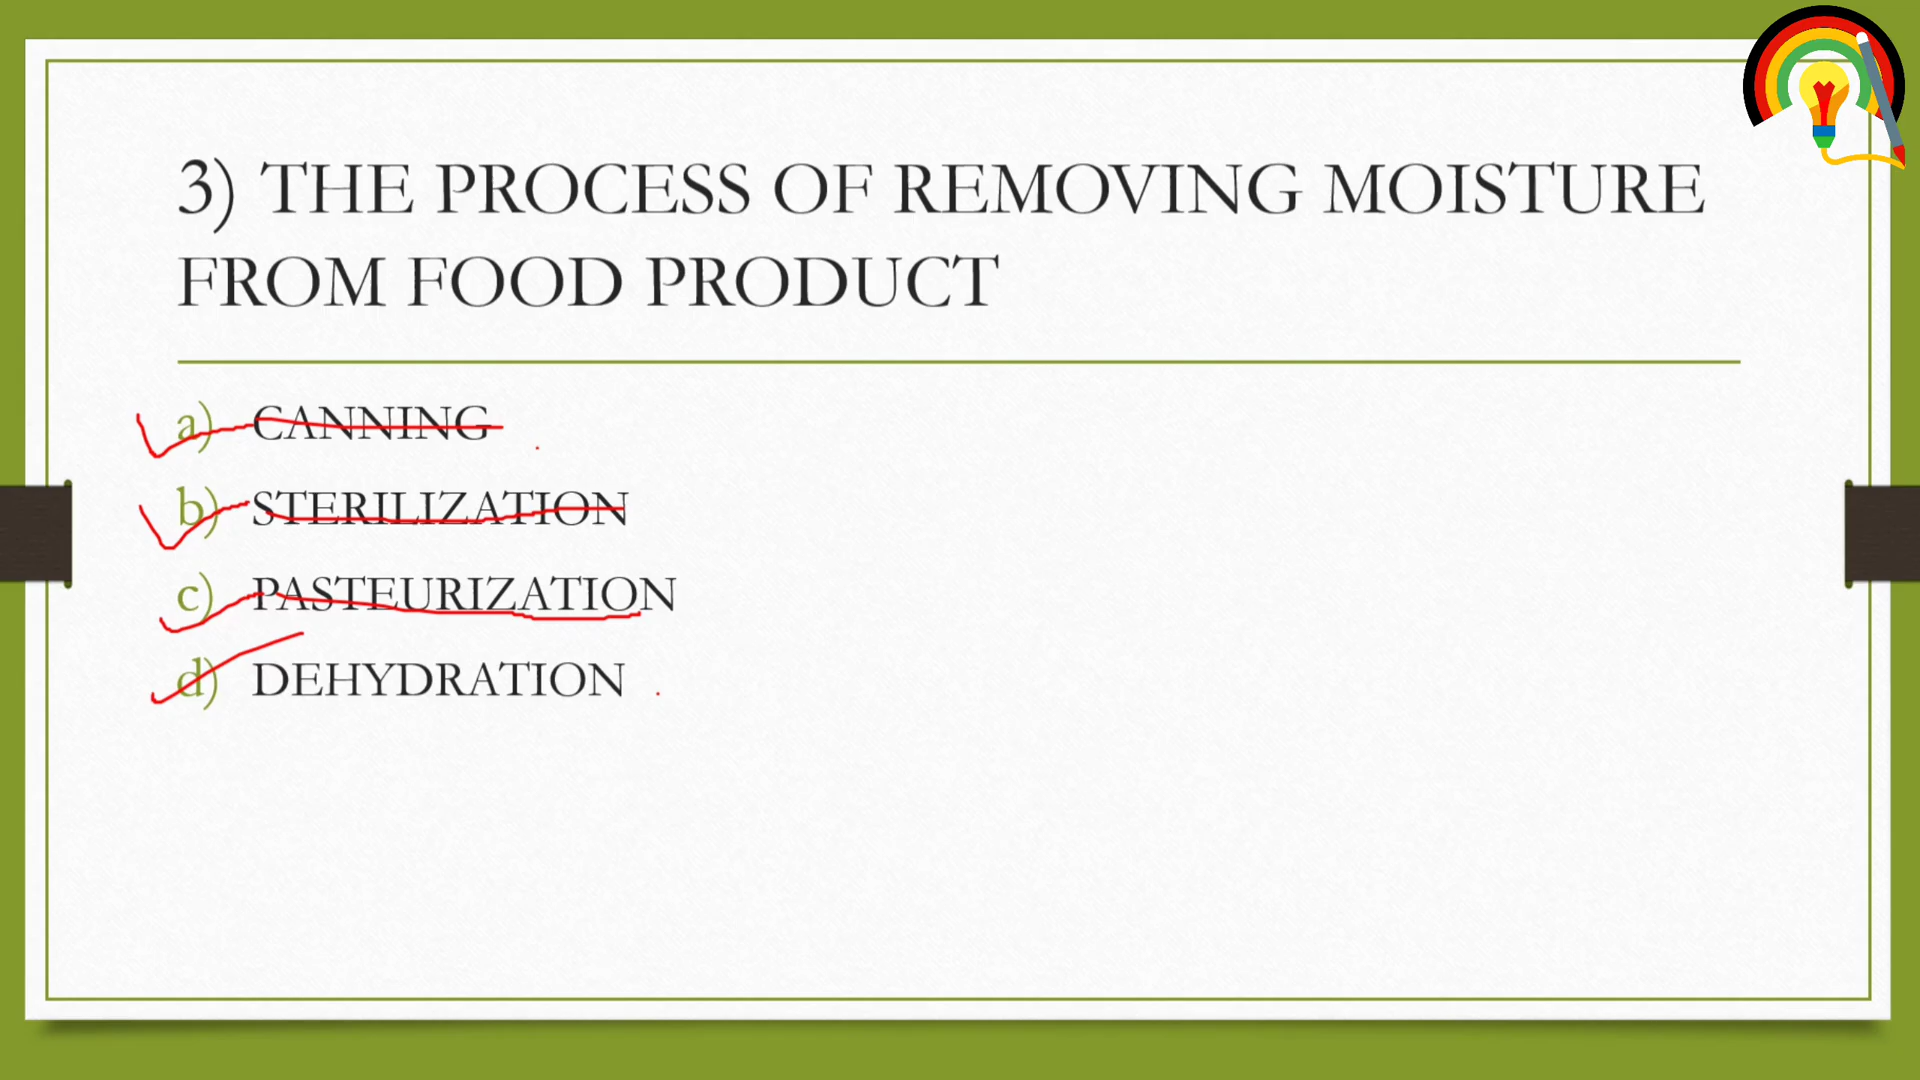 3) THE PROCESS OF REMOVING MOISTURE
FROM FOOD PRODUCT
a) CANNING
b) STERILIZATION
c) PASTEURIZATION
d) DEHYDRATION